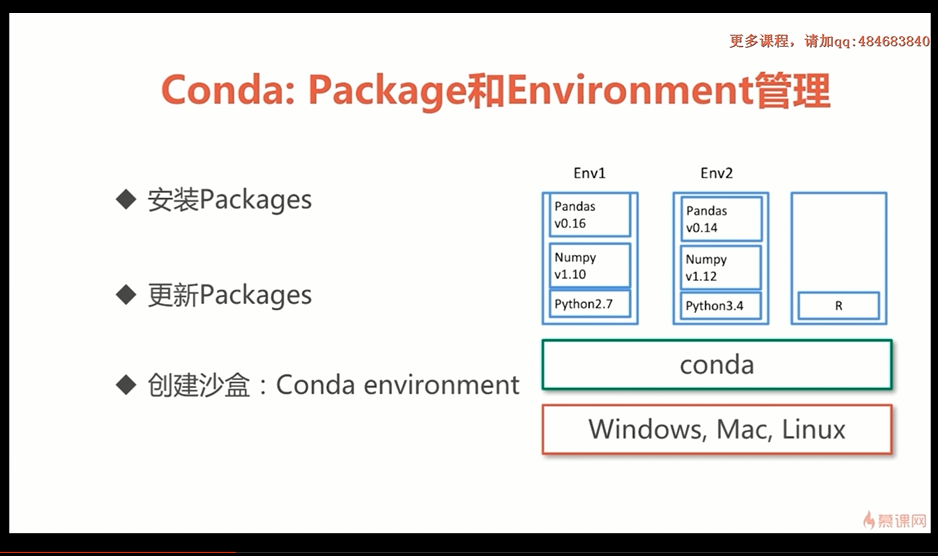 更多课程，请加qq:484683840
Conda: Package和Environment管理
◆ 安装Packages
◆ 更新Packages
◆ 创建沙盒：Conda environment
Env1
Pandas
v0.16
Numpy
v1.10
Python2.7
Env2
Pandas
v0.14
Numpy
v1.12
Python3.4
R
conda
Windows, Mac, Linux
慕课网